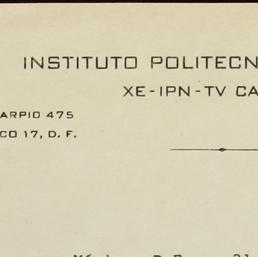 INSTITUTO POLITECN
XE-IPN-TV CA
ARPIO 475
CO 17, D. F.